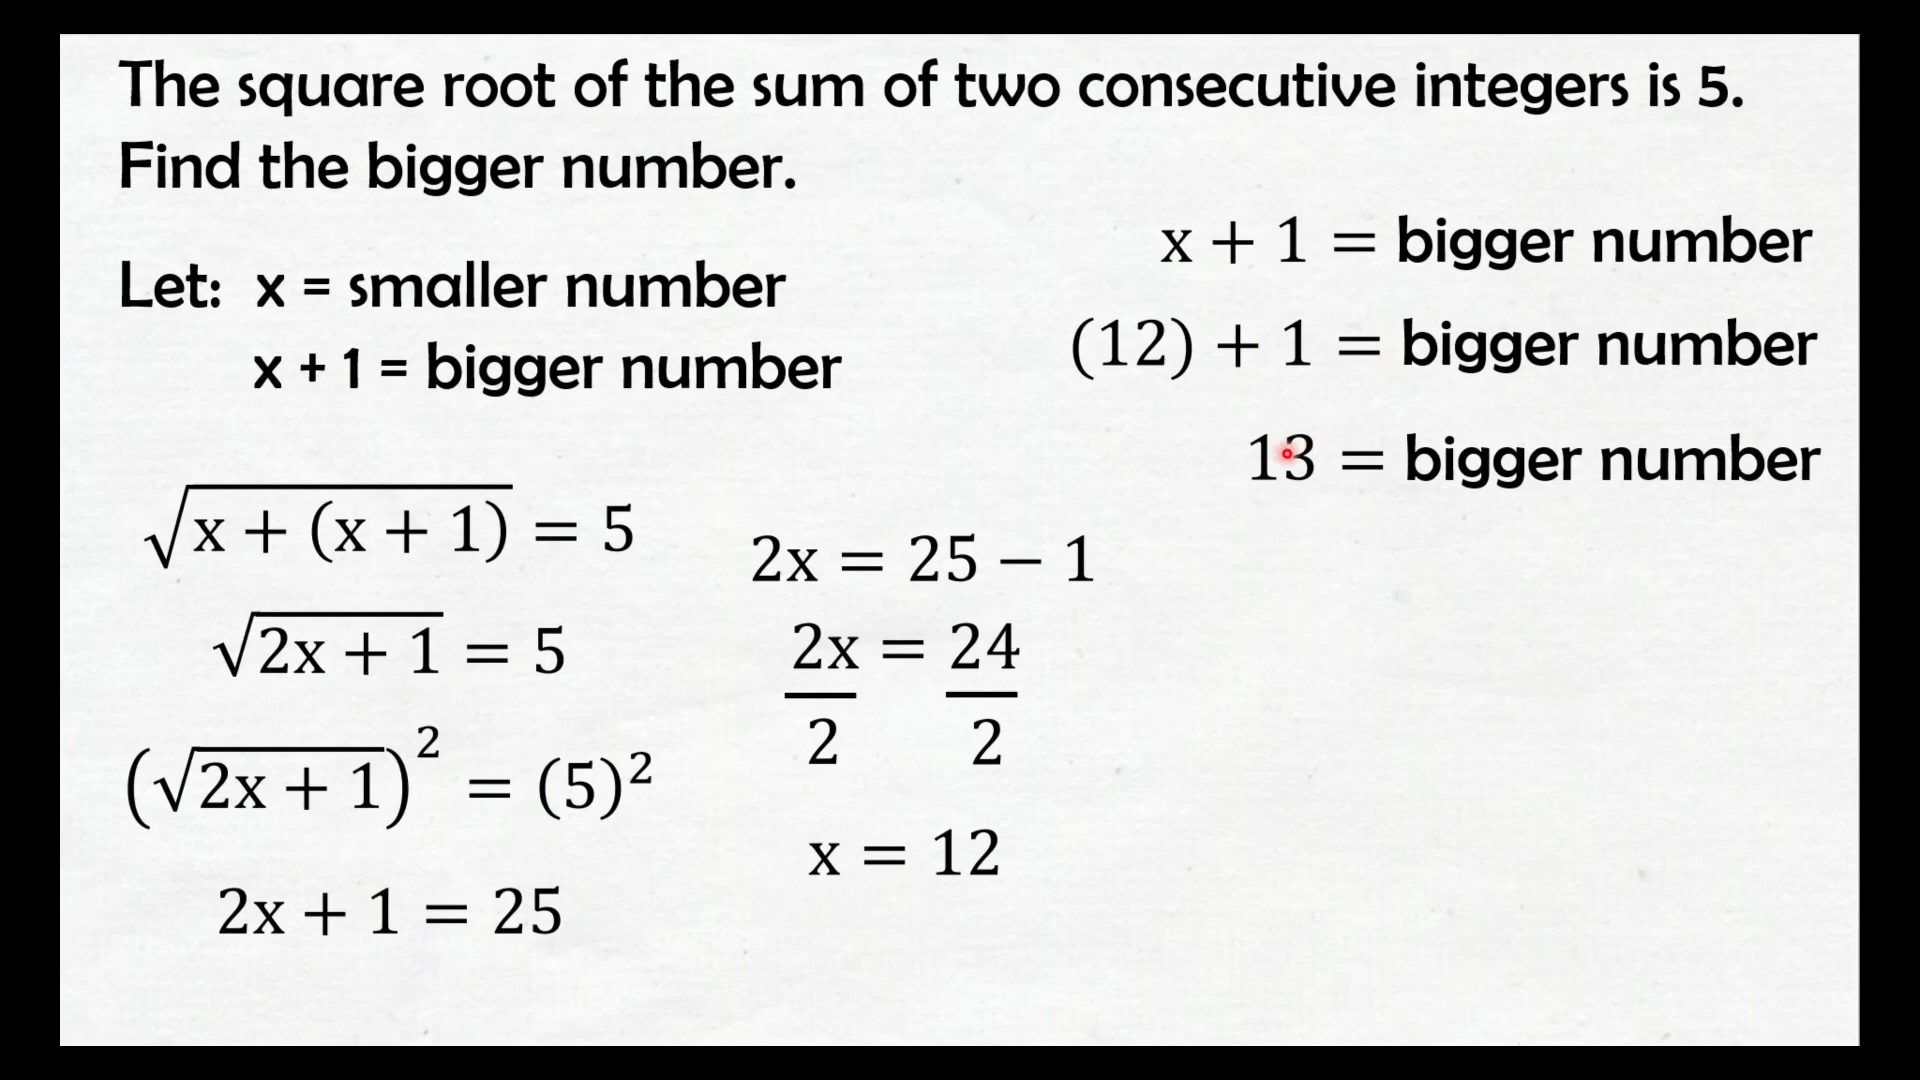 The square root of the sum of two consecutive integers is 5.
Find the bigger number.
Let: x = smaller number
x + 1 = bigger number
√(x + (x + 1)) = 5
√(2x + 1) = 5
(√(2x + 1))² = (5)²
2x + 1 = 25
2x = 25 − 1
2x = 24
2 2
x = 12
x + 1 = bigger number
(12) + 1 = bigger number
13 = bigger number